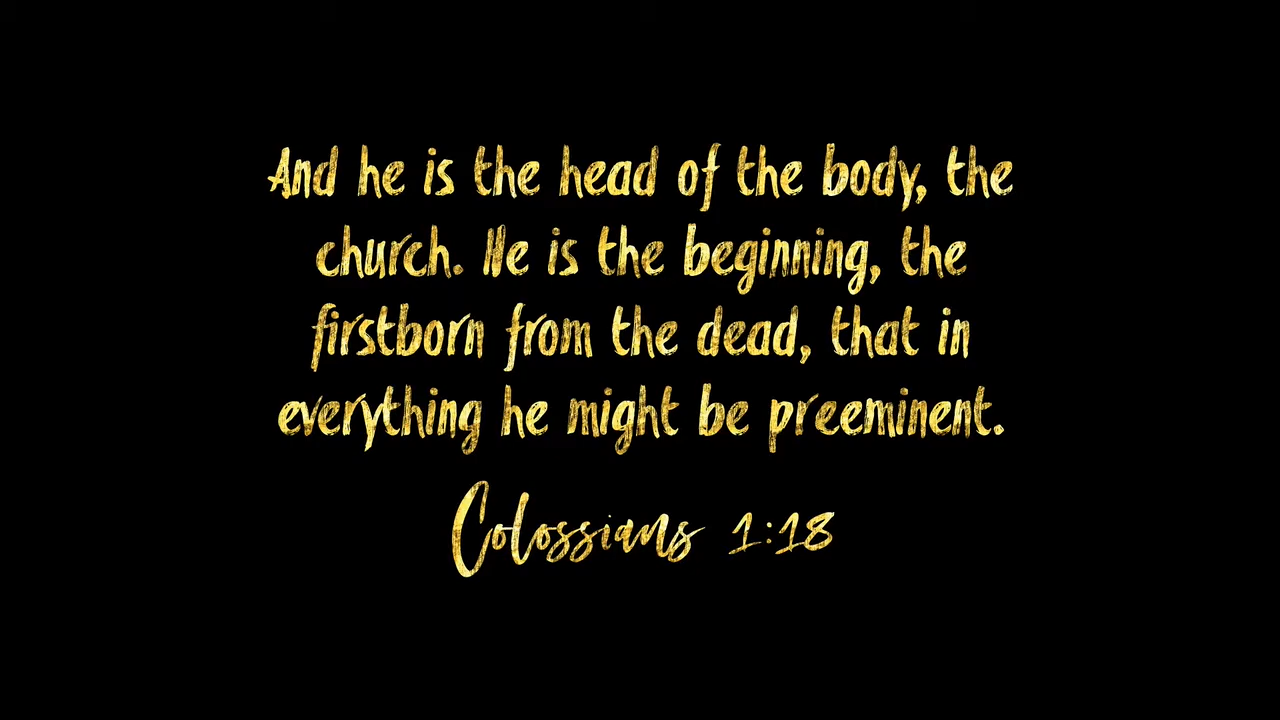 And he is the head of the body, the
church. He is the beginning, the
firstborn from the dead, that in
everything he might be preeminent.
Colossians 1:18